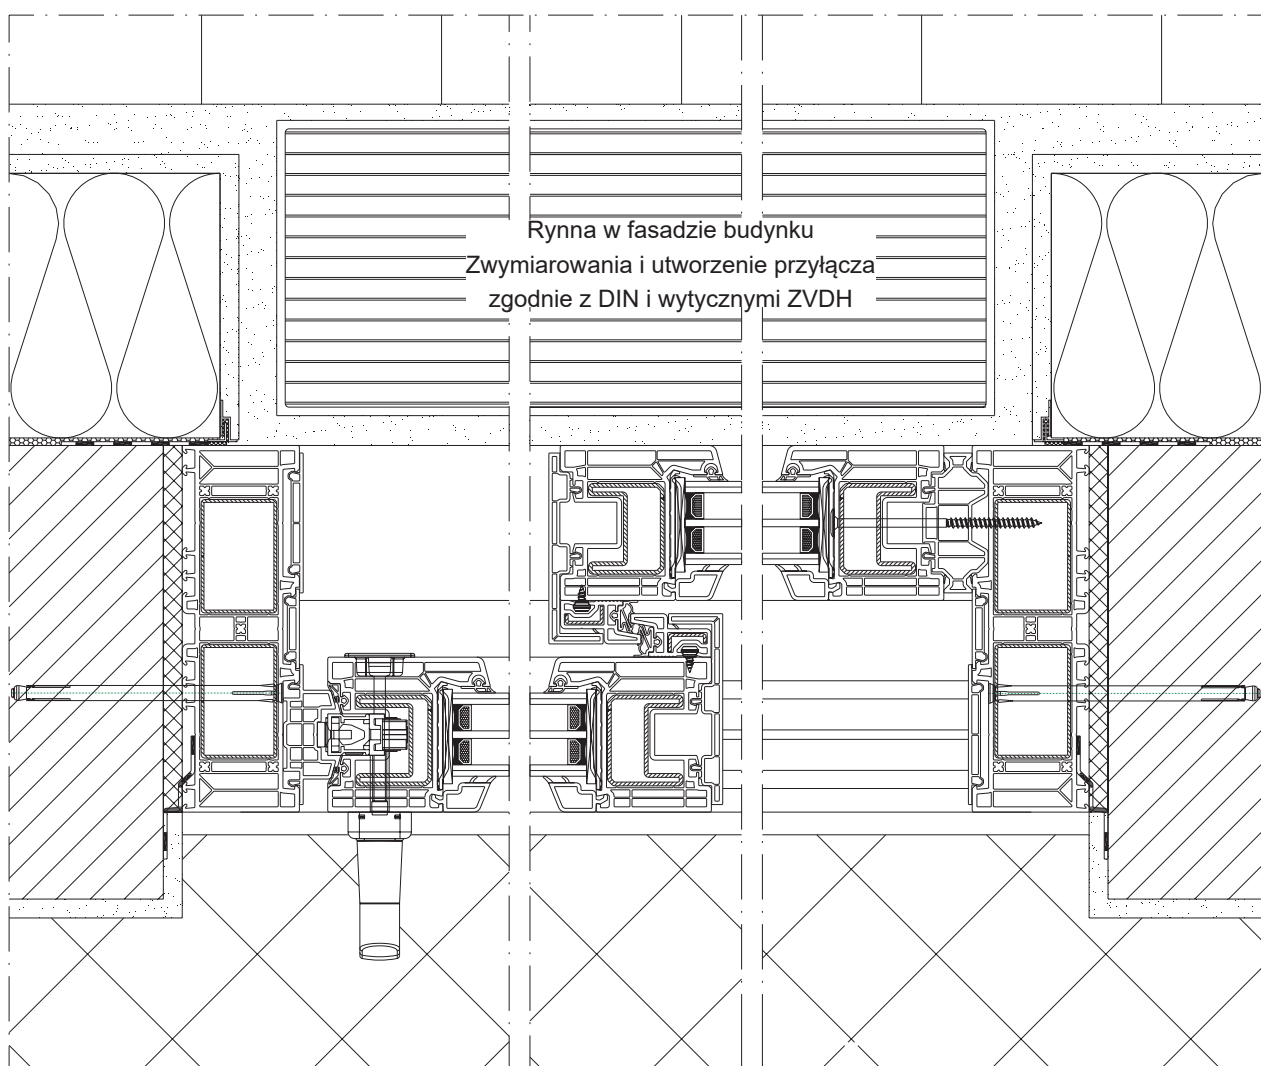 Rynna w fasadzie budynku
Zwymiarowania i utworzenie przyłącza
zgodnie z DIN i wytycznymi ZVDH